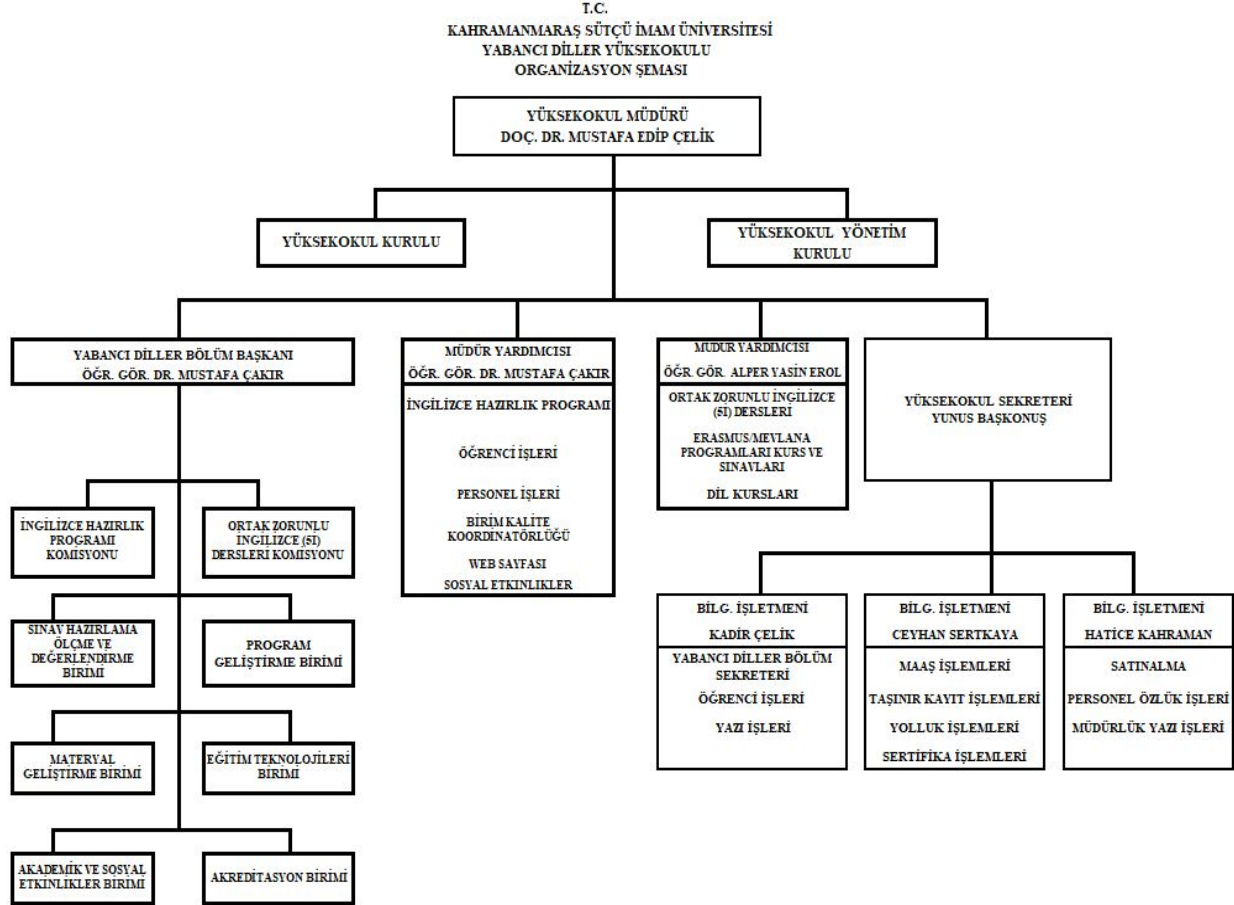 T.C.
KAHRAMANMARAŞ SÜTÇÜ İMAM ÜNİVERSİTESİ
YABANCI DİLLER YÜKSEKOKULU
ORGANİZASYON ŞEMASI
YÜKSEKOKUL MÜDÜRÜ
DOÇ. DR. MUSTAFA EDİP ÇELİK
YÜKSEKOKUL KURULU
YÜKSEKOKUL YÖNETİM
KURULU
YABANCI DİLLER BÖLÜM BAŞKANI
ÖĞR. GÖR. DR. MUSTAFA ÇAKIR
MÜDÜR YARDIMCISI
ÖĞR. GÖR. DR. MUSTAFA ÇAKIR
İNGİLİZCE HAZIRLIK PROGRAMI
ÖĞRENCİ İŞLERİ
PERSONEL İŞLERİ
BİRİM KALİTE
KOORDİNATÖRLÜĞÜ
WEB SAYFASI
SOSYAL ETKINLIKLER
MÜDÜR YARDIMCISI
ÖĞR. GÖR. ALPER YASİN EROL
ORTAK ZORUNLU İNGİLİZCE
(5İ) DERSLERİ
ERASMUS/MEVLANA
PROGRAMLARI KURS VE
SINAVLARI
DİL KURSLARI
YÜKSEKOKUL SEKRETERİ
YUNUS BAŞKONUŞ
İNGİLİZCE HAZIRLIK
PROGRAMI
KOMİSYONU
ORTAK ZORUNLU
İNGİLİZCE (5İ)
DERSLERİ KOMİSYONU
SINAV HAZIRLAMA
ÖLÇME VE
DEĞERLENDİRME
BİRİMİ
PROGRAM
GELİŞTİRME BİRİMİ
MATERYAL
GELİŞTİRME BİRİMİ
EĞİTİM TEKNOLOJİLERİ
BİRİMİ
AKADEMİK VE SOSYAL
ETKINLIKLER BIRIMI
AKREDİTASYON BİRİMİ
BİLG. İŞLETMENİ
KADİR ÇELİK
YABANCI DİLLER BÖLÜM
SEKRETERİ
ÖĞRENCİ İŞLERİ
YAZI İŞLERİ
BİLG. İŞLETMENİ
CEYHAN SERTKAYA
MAAŞ İŞLEMLERİ
TAŞINIR KAYIT İŞLEMLERİ
YOLLUK İŞLEMLERİ
SERTİFİKA İŞLEMLERİ
BİLG. İŞLETMENİ
HATİCE KAHRAMAN
SATINALMA
PERSONEL ÖZLÜK İŞLERİ
MÜDÜRLÜK YAZI İŞLERİ